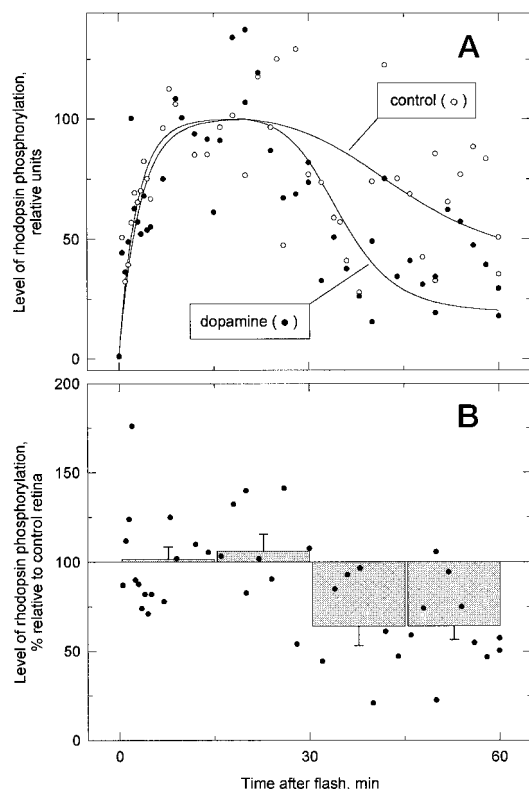 A
Level of rhodopsin phosphorylation,
relative units
100
50
0
control ( ○ )
dopamine ( ● )
B
Level of rhodopsin phosphorylation,
% relative to control retina
200
150
100
50
0
0
30
60
Time after flash, min